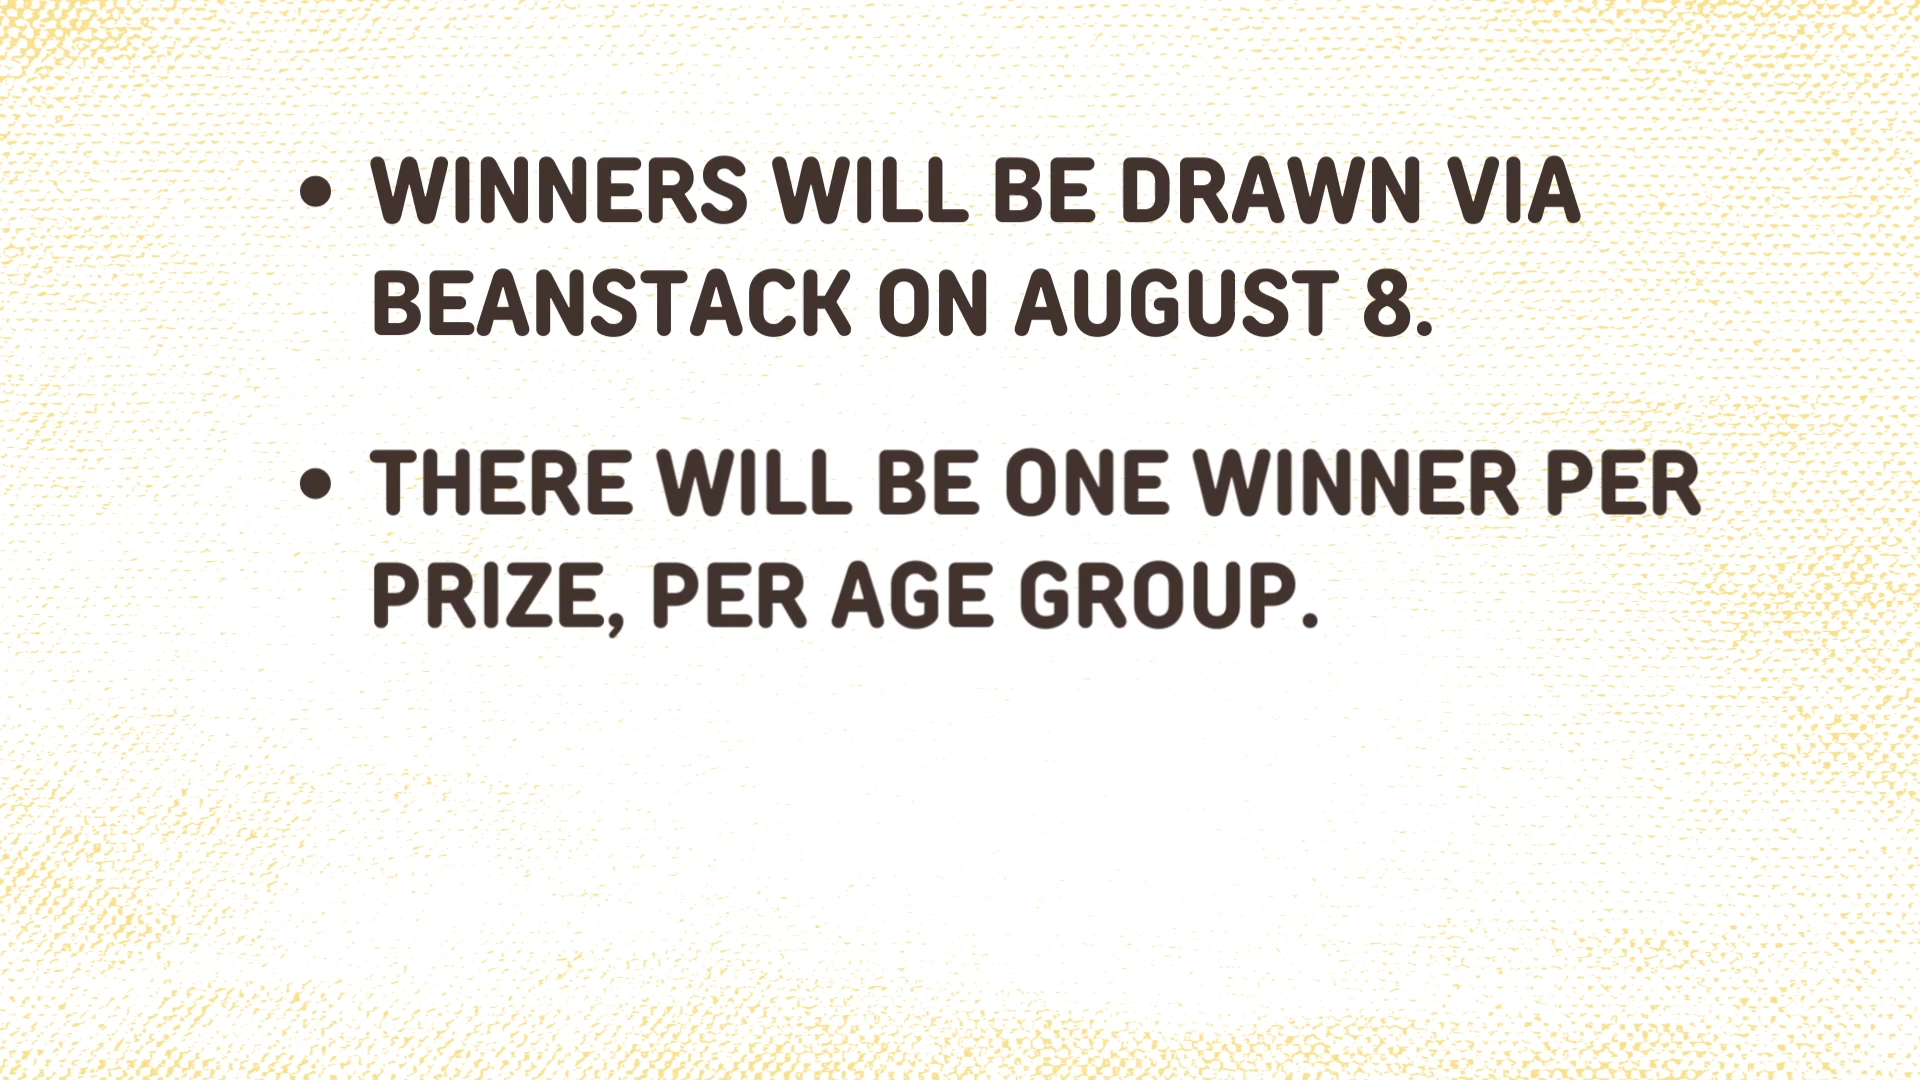 • WINNERS WILL BE DRAWN VIA
BEANSTACK ON AUGUST 8.
• THERE WILL BE ONE WINNER PER
PRIZE, PER AGE GROUP.